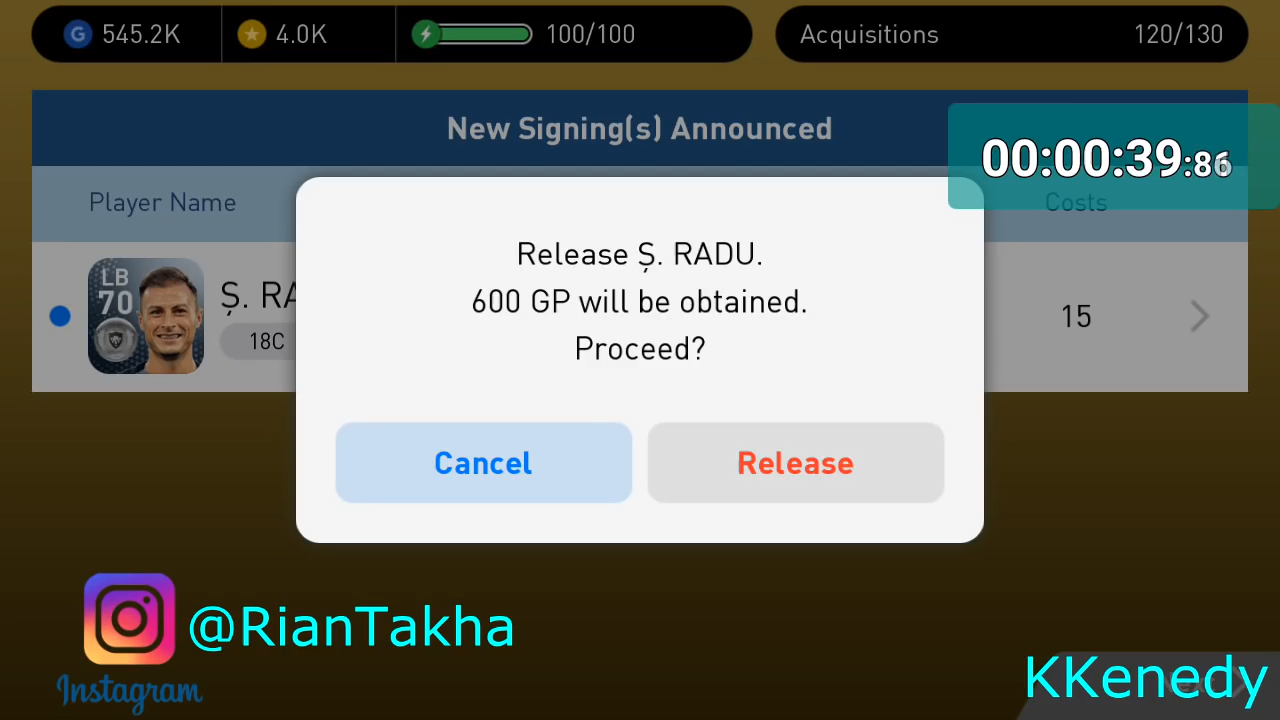 545.2K 4.0K 100/100 Acquisitions 120/130
New Signing(s) Announced
00:00:39
Player Name Costs
Release Ș. RADU.
600 GP will be obtained.
Proceed?
LB
70
Ș. RA
18C
15
Cancel Release
@RianTakha
Instagram
KKenedy